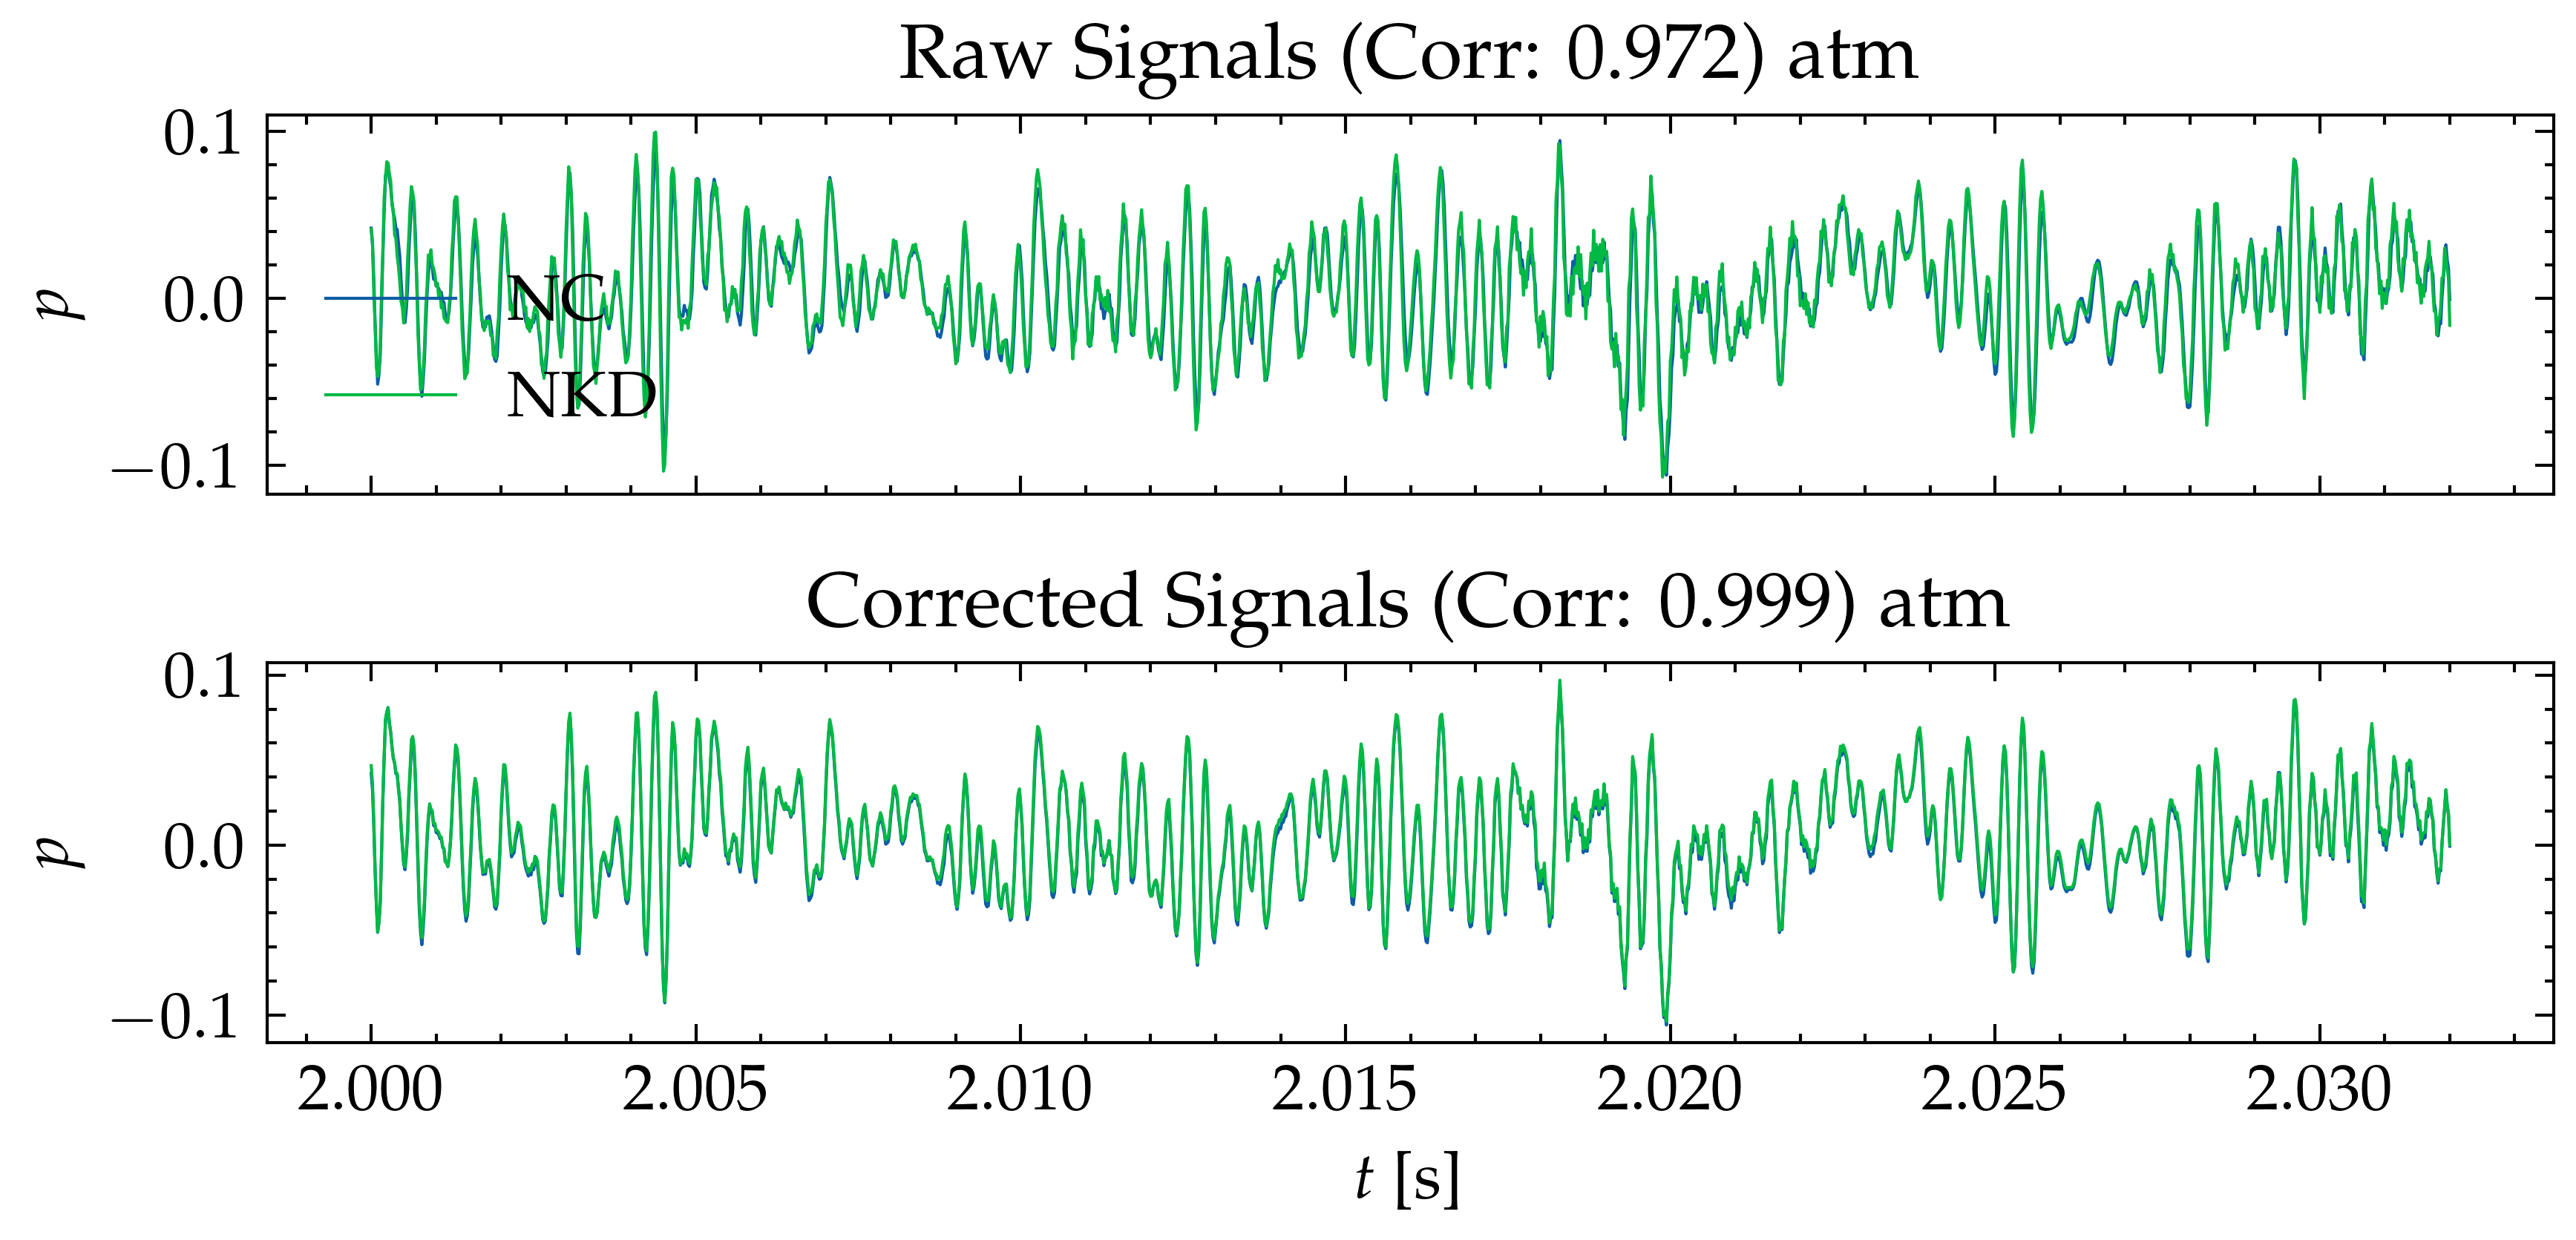 Raw Signals (Corr: 0.972) atm
0.1
0.0
−0.1
p
NC
NKD
Corrected Signals (Corr: 0.999) atm
0.1
0.0
−0.1
p
2.000 2.005 2.010 2.015 2.020 2.025 2.030
t [s]